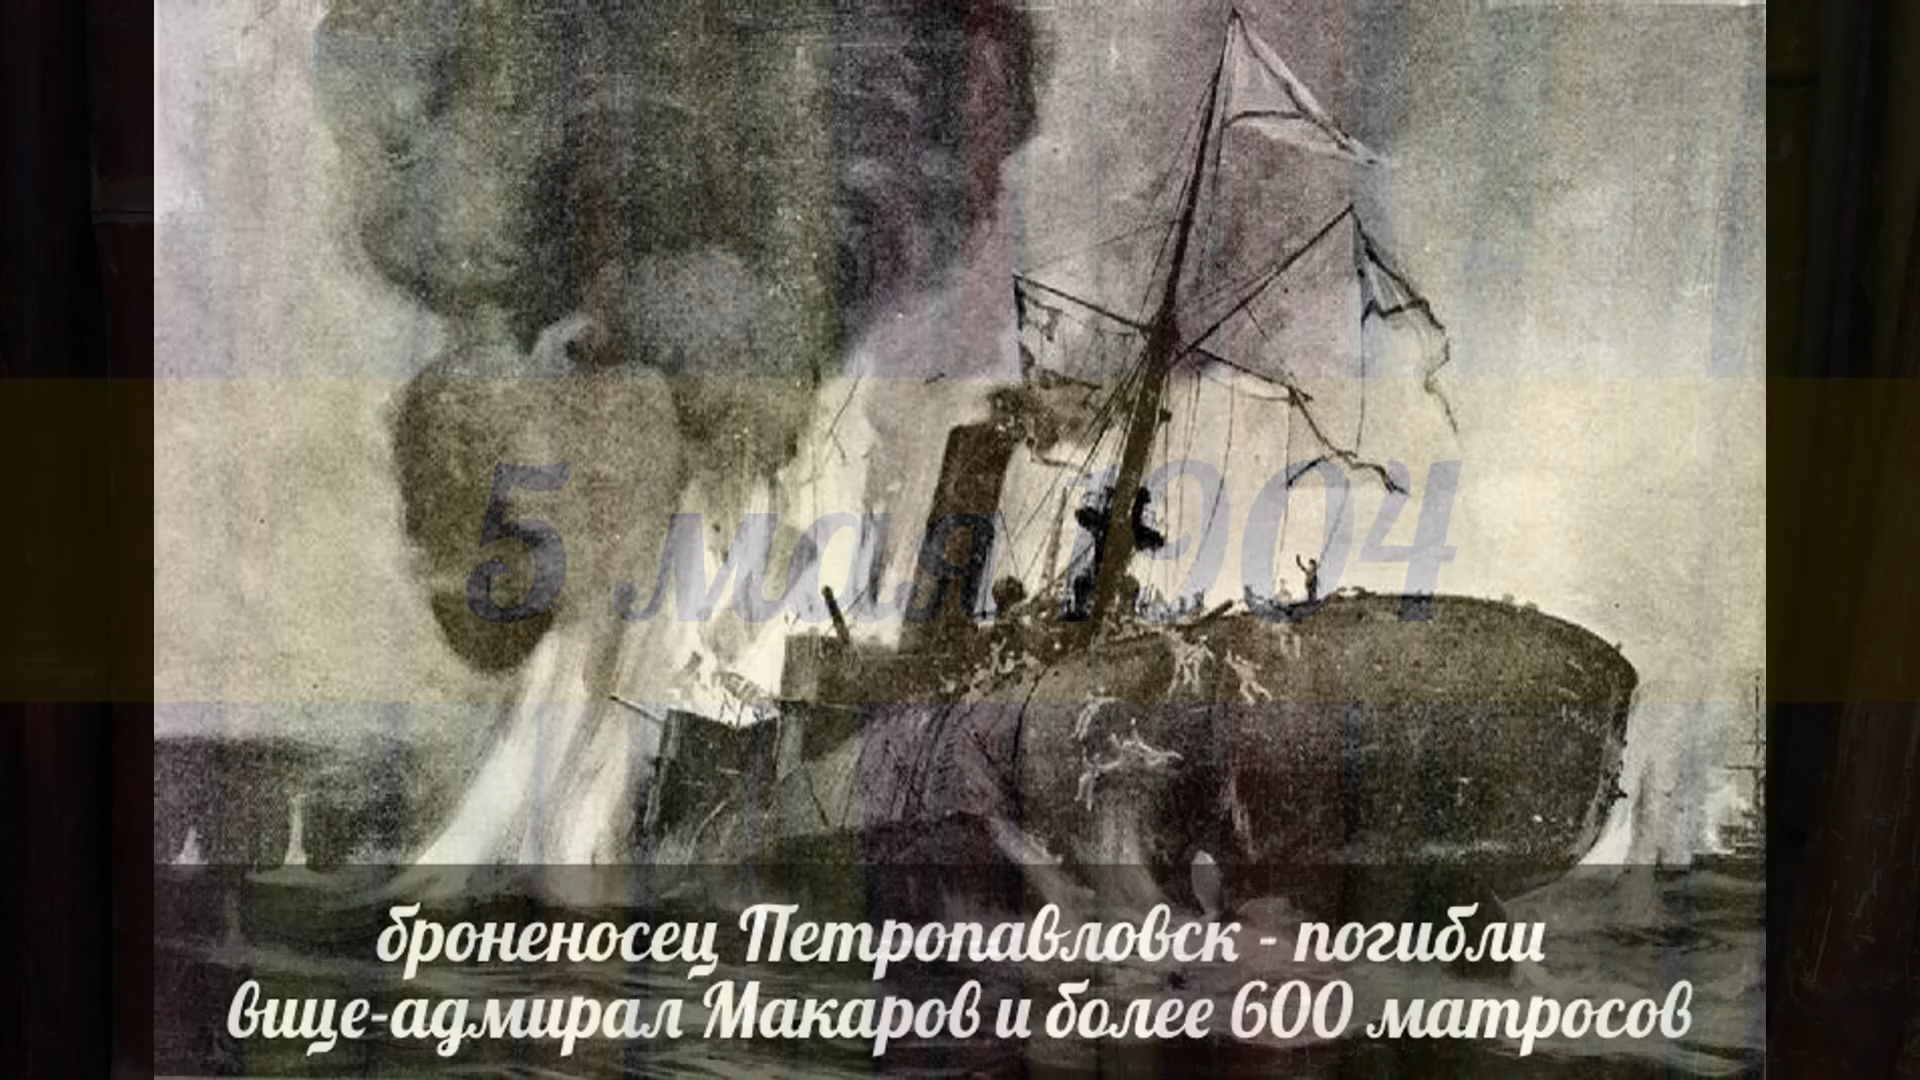 5 мая 1904
броненосец Петропавловск - погибли
вице-адмирал Макаров и более 600 матросов